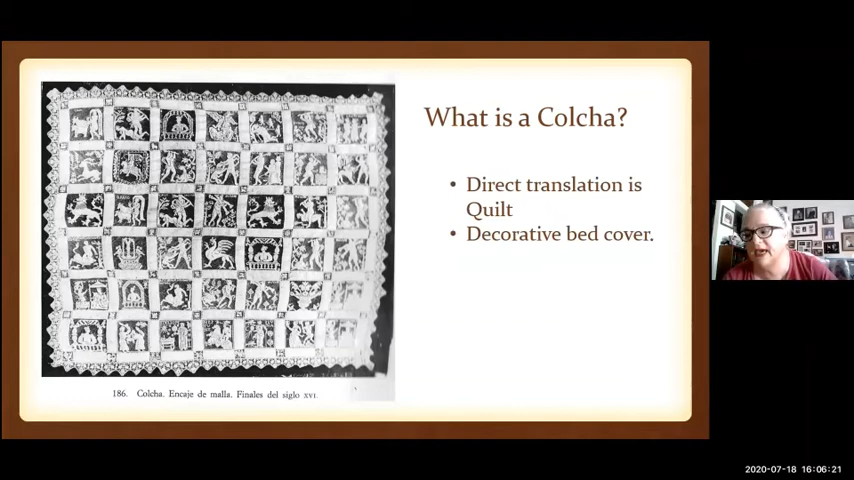 What is a Colcha?
• Direct translation is
Quilt
• Decorative bed cover.
186. Colcha. Encaje de malla. Finales del siglo XVI.
2020-07-18 16:06:21